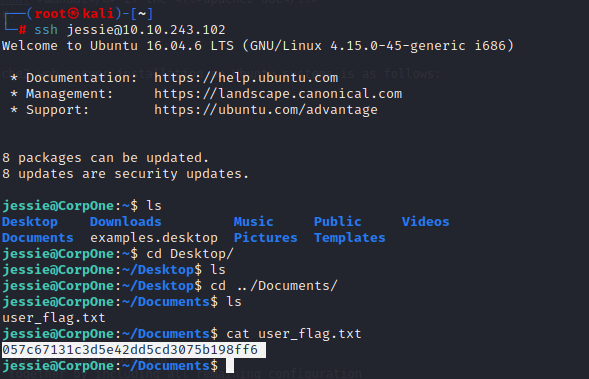 ┌──(root㉿kali)-[~]
└─# ssh jessie@10.10.243.102
Welcome to Ubuntu 16.04.6 LTS (GNU/Linux 4.15.0-45-generic i686)
is as follows:
* Documentation:  https://help.ubuntu.com
* Management:     https://landscape.canonical.com
* Support:        https://ubuntu.com/advantage
8 packages can be updated.
8 updates are security updates.
jessie@CorpOne:~$ ls
Desktop    Downloads         Music     Public     Videos
Documents  examples.desktop  Pictures  Templates
jessie@CorpOne:~$ cd Desktop/
jessie@CorpOne:~/Desktop$ ls
jessie@CorpOne:~/Desktop$ cd ../Documents/
jessie@CorpOne:~/Documents$ ls
user_flag.txt
jessie@CorpOne:~/Documents$ cat user_flag.txt
057c67131c3d5e42dd5cd3075b198ff6
jessie@CorpOne:~/Documents$